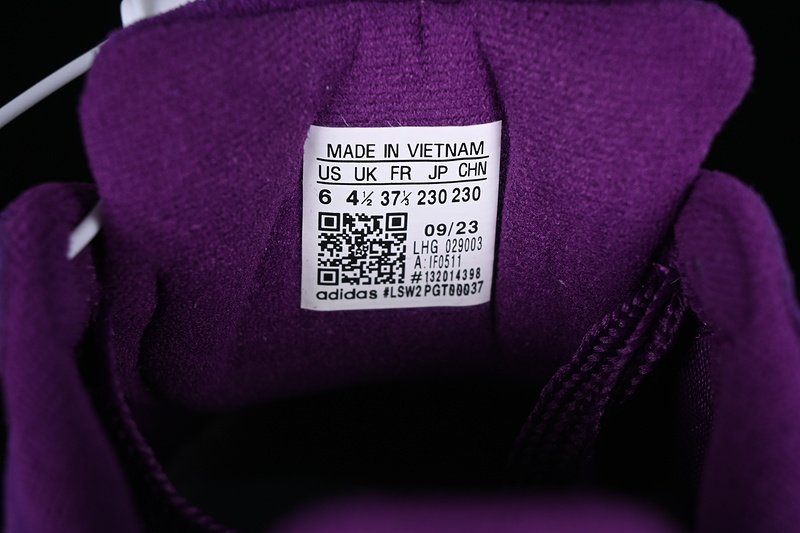 MADE IN VIETNAM
US UK FR JP CHN
6 4½ 37⅓ 230 230
09/23
LHG 029003
A:IF0511
#132014398
adidas #LSW2PGT00037